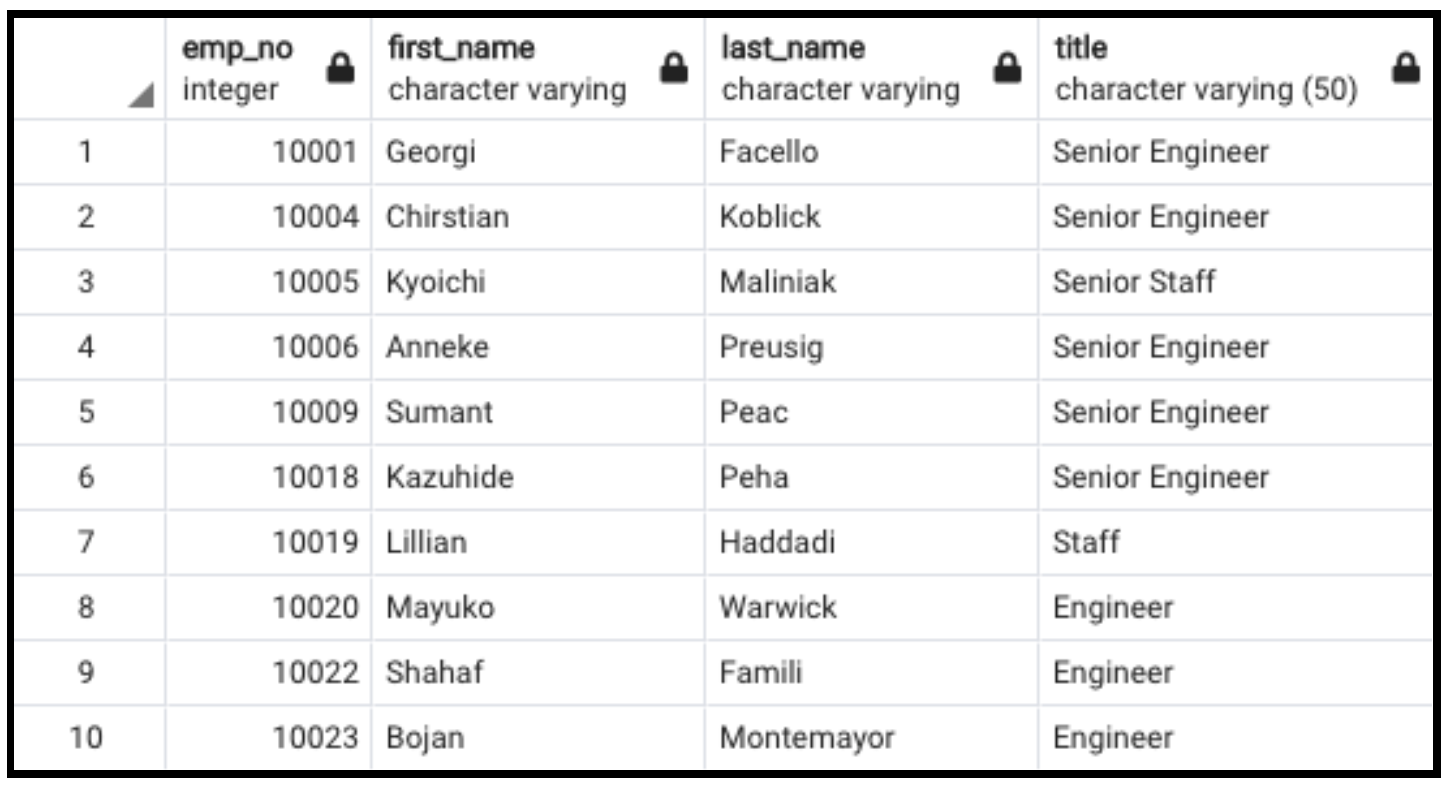 emp_no first_name last_name title
integer character varying character varying character varying (50)
1 10001 Georgi Facello Senior Engineer
2 10004 Chirstian Koblick Senior Engineer
3 10005 Kyoichi Maliniak Senior Staff
4 10006 Anneke Preusig Senior Engineer
5 10009 Sumant Peac Senior Engineer
6 10018 Kazuhide Peha Senior Engineer
7 10019 Lillian Haddadi Staff
8 10020 Mayuko Warwick Engineer
9 10022 Shahaf Famili Engineer
10 10023 Bojan Montemayor Engineer